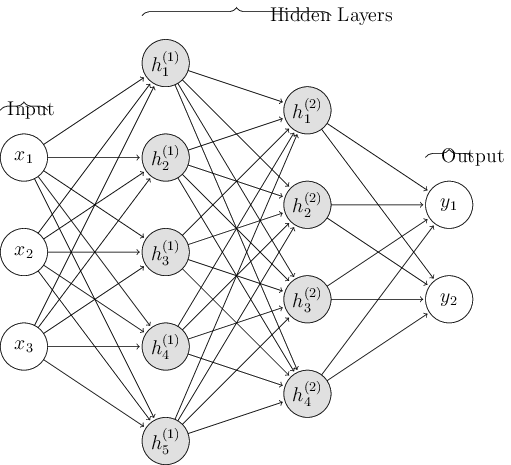 Hidden Layers
Input
Output
h_1^{(1)}
h_2^{(1)}
h_3^{(1)}
h_4^{(1)}
h_5^{(1)}
h_1^{(2)}
h_2^{(2)}
h_3^{(2)}
h_4^{(2)}
x_1
x_2
x_3
y_1
y_2